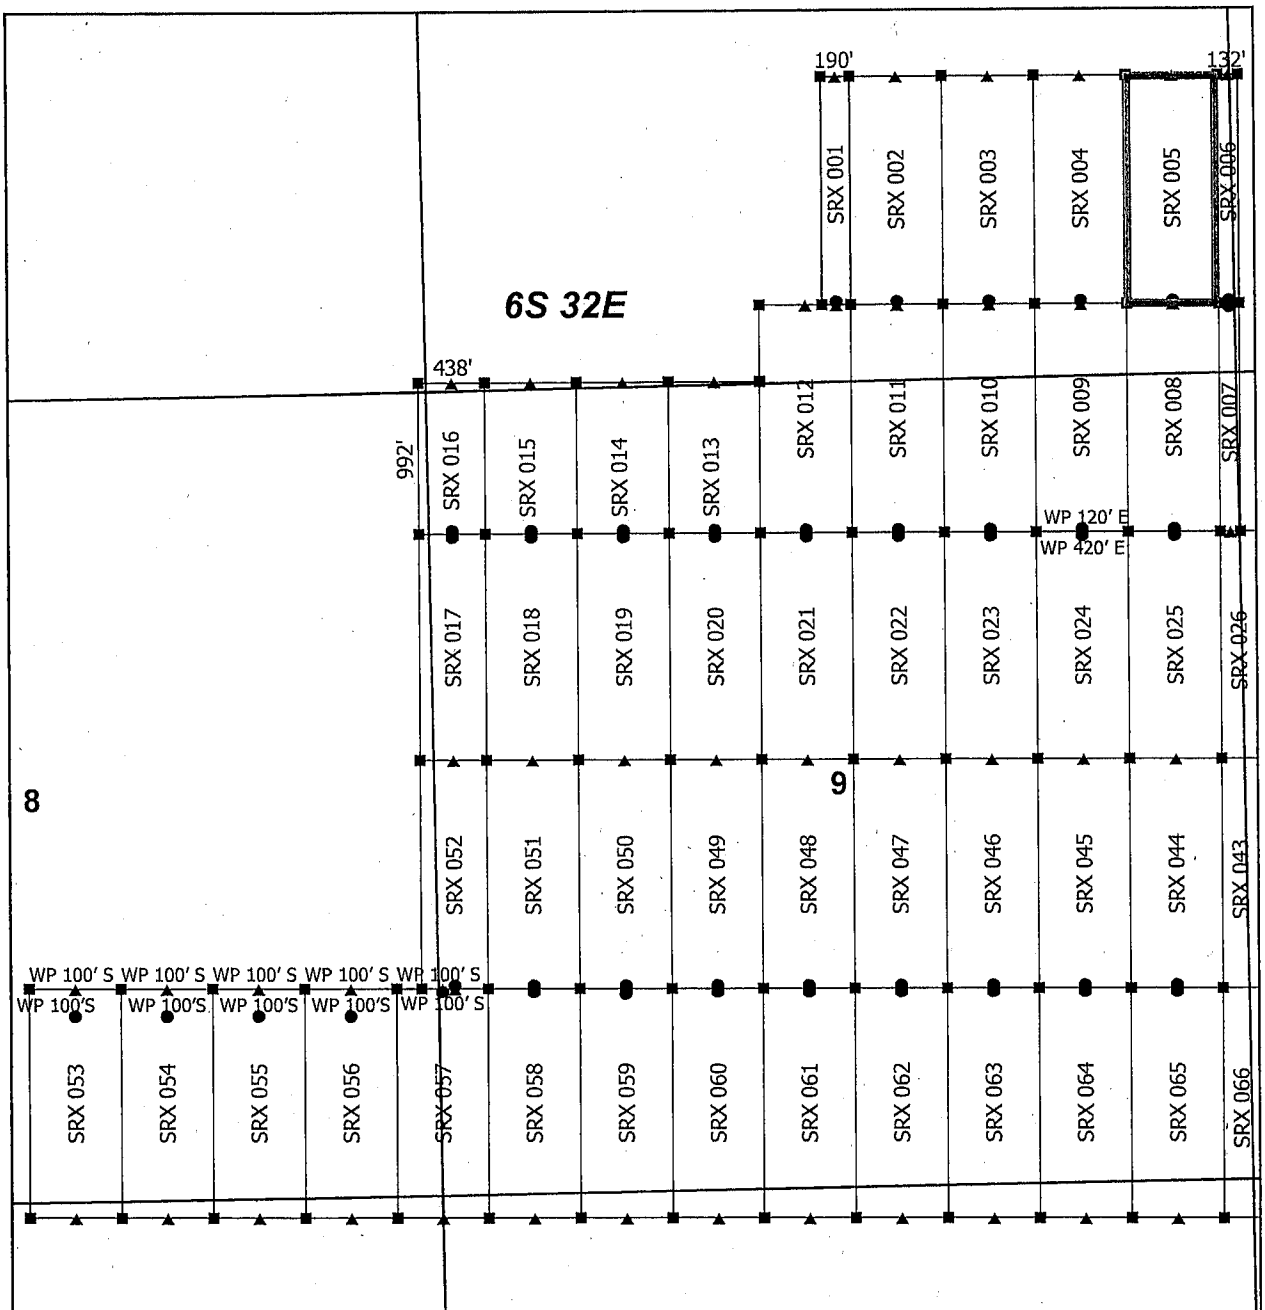 190'
132'
SRX 001
SRX 002
SRX 003
SRX 004
SRX 005
SRX 006
6S 32E
438'
992'
SRX 016
SRX 015
SRX 014
SRX 013
SRX 012
SRX 011
SRX 010
SRX 009
SRX 008
SRX 007
WP 120' E
WP 420' E
SRX 017
SRX 018
SRX 019
SRX 020
SRX 021
SRX 022
SRX 023
SRX 024
SRX 025
SRX 026
8
9
SRX 052
SRX 051
SRX 050
SRX 049
SRX 048
SRX 047
SRX 046
SRX 045
SRX 044
SRX 043
WP 100' S WP 100' S WP 100' S WP 100' S WP 100' S
WP 100'S WP 100'S WP 100'S WP 100'S WP 100' S
SRX 053
SRX 054
SRX 055
SRX 056
SRX 057
SRX 058
SRX 059
SRX 060
SRX 061
SRX 062
SRX 063
SRX 064
SRX 065
SRX 066